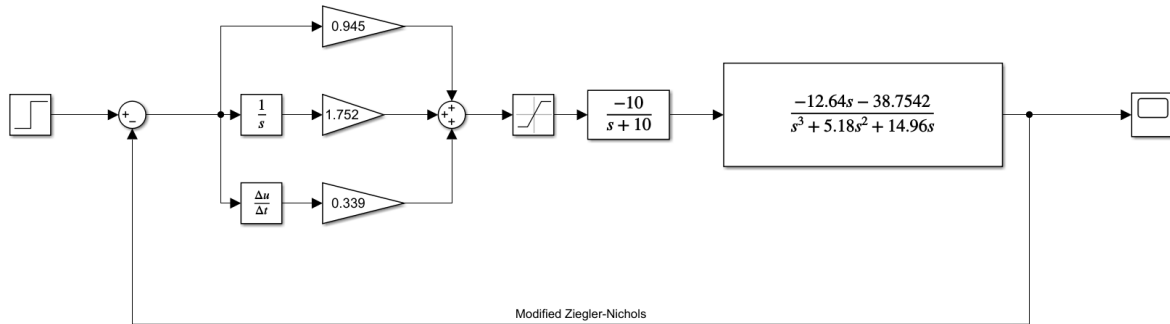 0.945
+
−
1
s
1.752
+
+
+
-10
s + 10
-12.64s - 38.7542
s³ + 5.18s² + 14.96s
Δu
Δt
0.339
Modified Ziegler-Nichols